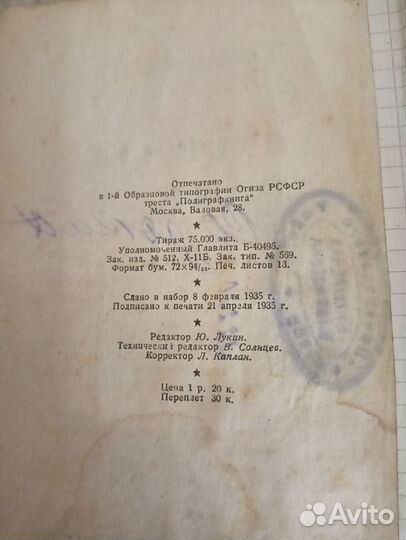 Отпечатано
в 1-й Образцовой типографии Огиза РСФСР
треста „Полиграфкнига"
Москва, Валовая, 28.
★
Тираж 75.000 экз.
Уполномоченный Главлита Б-40495.
Зак. изд. № 512. Х-11Б. Зак. тип. № 569.
Формат бум. 72×94/₃₂. Печ. листов 13.
★
Сдано в набор 8 февраля 1935 г.
Подписано к печати 21 апреля 1935 г.
★
Редактор Ю. Лукин.
Технический редактор В. Солнцев.
Корректор Л. Каплан.
★
Цена 1 р. 20 к.
Переплет 30 к.
★
Avito